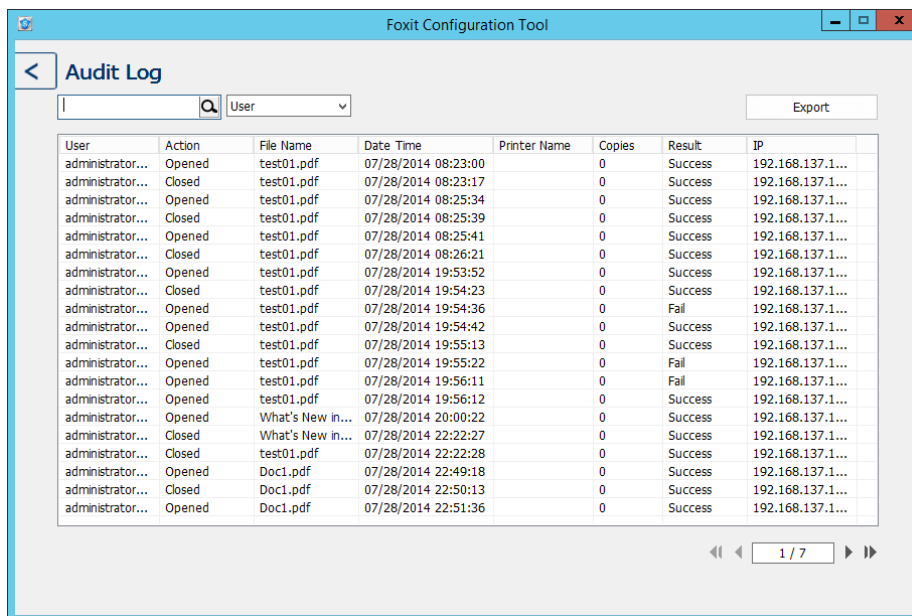 Foxit Configuration Tool
< Audit Log
User
Export
User Action File Name Date Time Printer Name Copies Result IP
administrator... Opened test01.pdf 07/28/2014 08:23:00 0 Success 192.168.137.1...
administrator... Closed test01.pdf 07/28/2014 08:23:17 0 Success 192.168.137.1...
administrator... Opened test01.pdf 07/28/2014 08:25:34 0 Success 192.168.137.1...
administrator... Closed test01.pdf 07/28/2014 08:25:39 0 Success 192.168.137.1...
administrator... Opened test01.pdf 07/28/2014 08:25:41 0 Success 192.168.137.1...
administrator... Closed test01.pdf 07/28/2014 08:26:21 0 Success 192.168.137.1...
administrator... Opened test01.pdf 07/28/2014 19:53:52 0 Success 192.168.137.1...
administrator... Closed test01.pdf 07/28/2014 19:54:23 0 Success 192.168.137.1...
administrator... Opened test01.pdf 07/28/2014 19:54:36 0 Fail 192.168.137.1...
administrator... Opened test01.pdf 07/28/2014 19:54:42 0 Success 192.168.137.1...
administrator... Closed test01.pdf 07/28/2014 19:55:13 0 Success 192.168.137.1...
administrator... Opened test01.pdf 07/28/2014 19:55:22 0 Fail 192.168.137.1...
administrator... Opened test01.pdf 07/28/2014 19:56:11 0 Fail 192.168.137.1...
administrator... Opened test01.pdf 07/28/2014 19:56:12 0 Success 192.168.137.1...
administrator... Opened What's New in... 07/28/2014 20:00:22 0 Success 192.168.137.1...
administrator... Closed What's New in... 07/28/2014 22:22:27 0 Success 192.168.137.1...
administrator... Closed test01.pdf 07/28/2014 22:22:28 0 Success 192.168.137.1...
administrator... Opened Doc1.pdf 07/28/2014 22:49:18 0 Success 192.168.137.1...
administrator... Closed Doc1.pdf 07/28/2014 22:50:13 0 Success 192.168.137.1...
administrator... Opened Doc1.pdf 07/28/2014 22:51:36 0 Success 192.168.137.1...
1 / 7